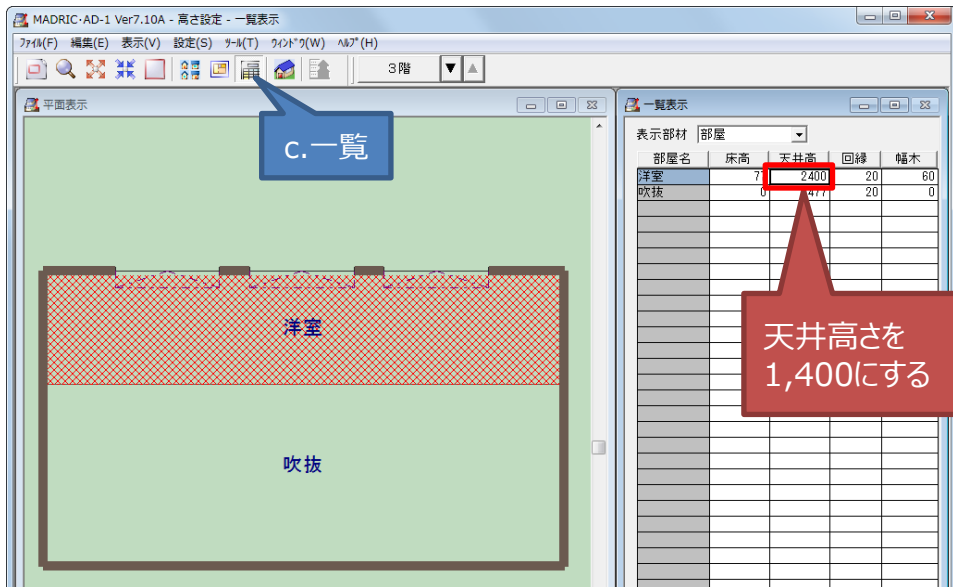 MADRIC・AD-1 Ver7.10A - 高さ設定 - 一覧表示
ﾌｧｲﾙ(F) 編集(E) 表示(V) 設定(S) ﾂｰﾙ(T) ｳｨﾝﾄﾞｳ(W) ﾍﾙﾌﾟ(H)
3階
平面表示
c.一覧
洋室
吹抜
一覧表示
表示部材 部屋
部屋名 床高 天井高 回縁 幅木
洋室 77 2400 20 60
吹抜 0 20 0
天井高さを
1,400にする